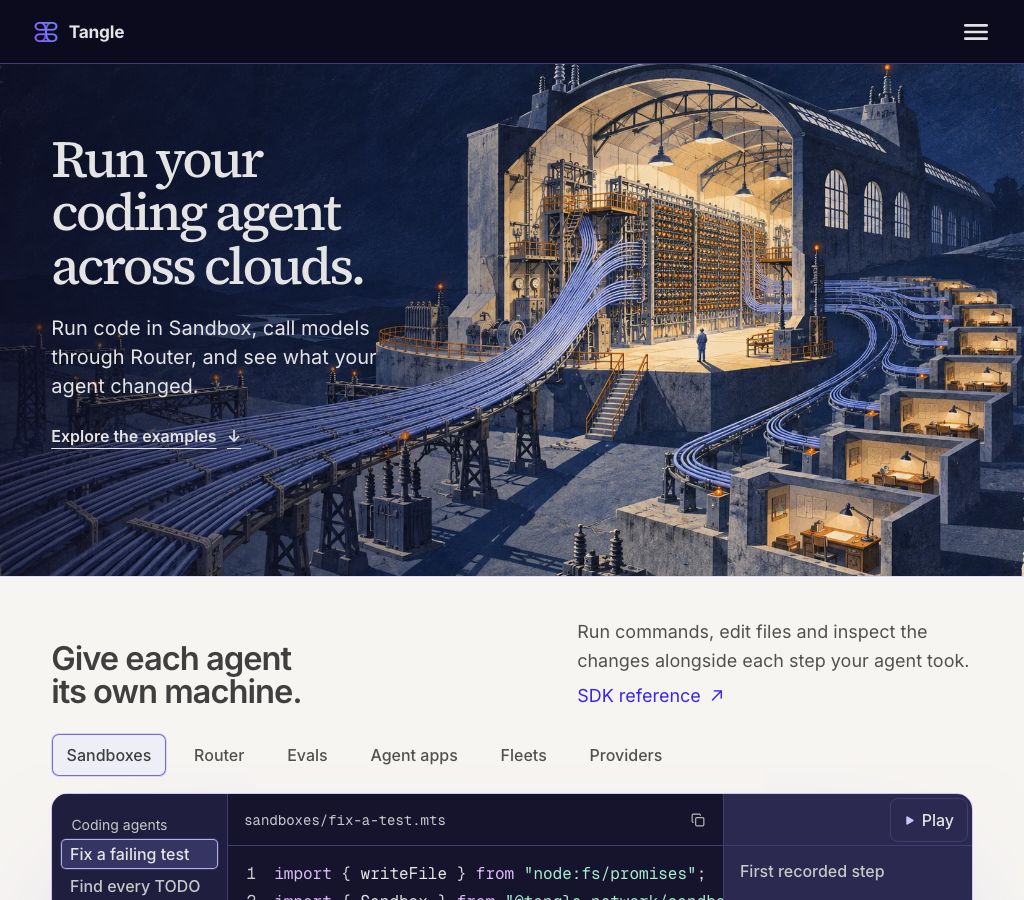 Tangle
Run your
coding agent
across clouds.
Run code in Sandbox, call models
through Router, and see what your
agent changed.
Explore the examples ↓
Give each agent
its own machine.
Run commands, edit files and inspect the
changes alongside each step your agent took.
SDK reference ↗
Sandboxes Router Evals Agent apps Fleets Providers
Coding agents
Fix a failing test
Find every TODO
sandboxes/fix-a-test.mts
1 import { writeFile } from "node:fs/promises";
2 import { Sandbox } from
Play
First recorded step